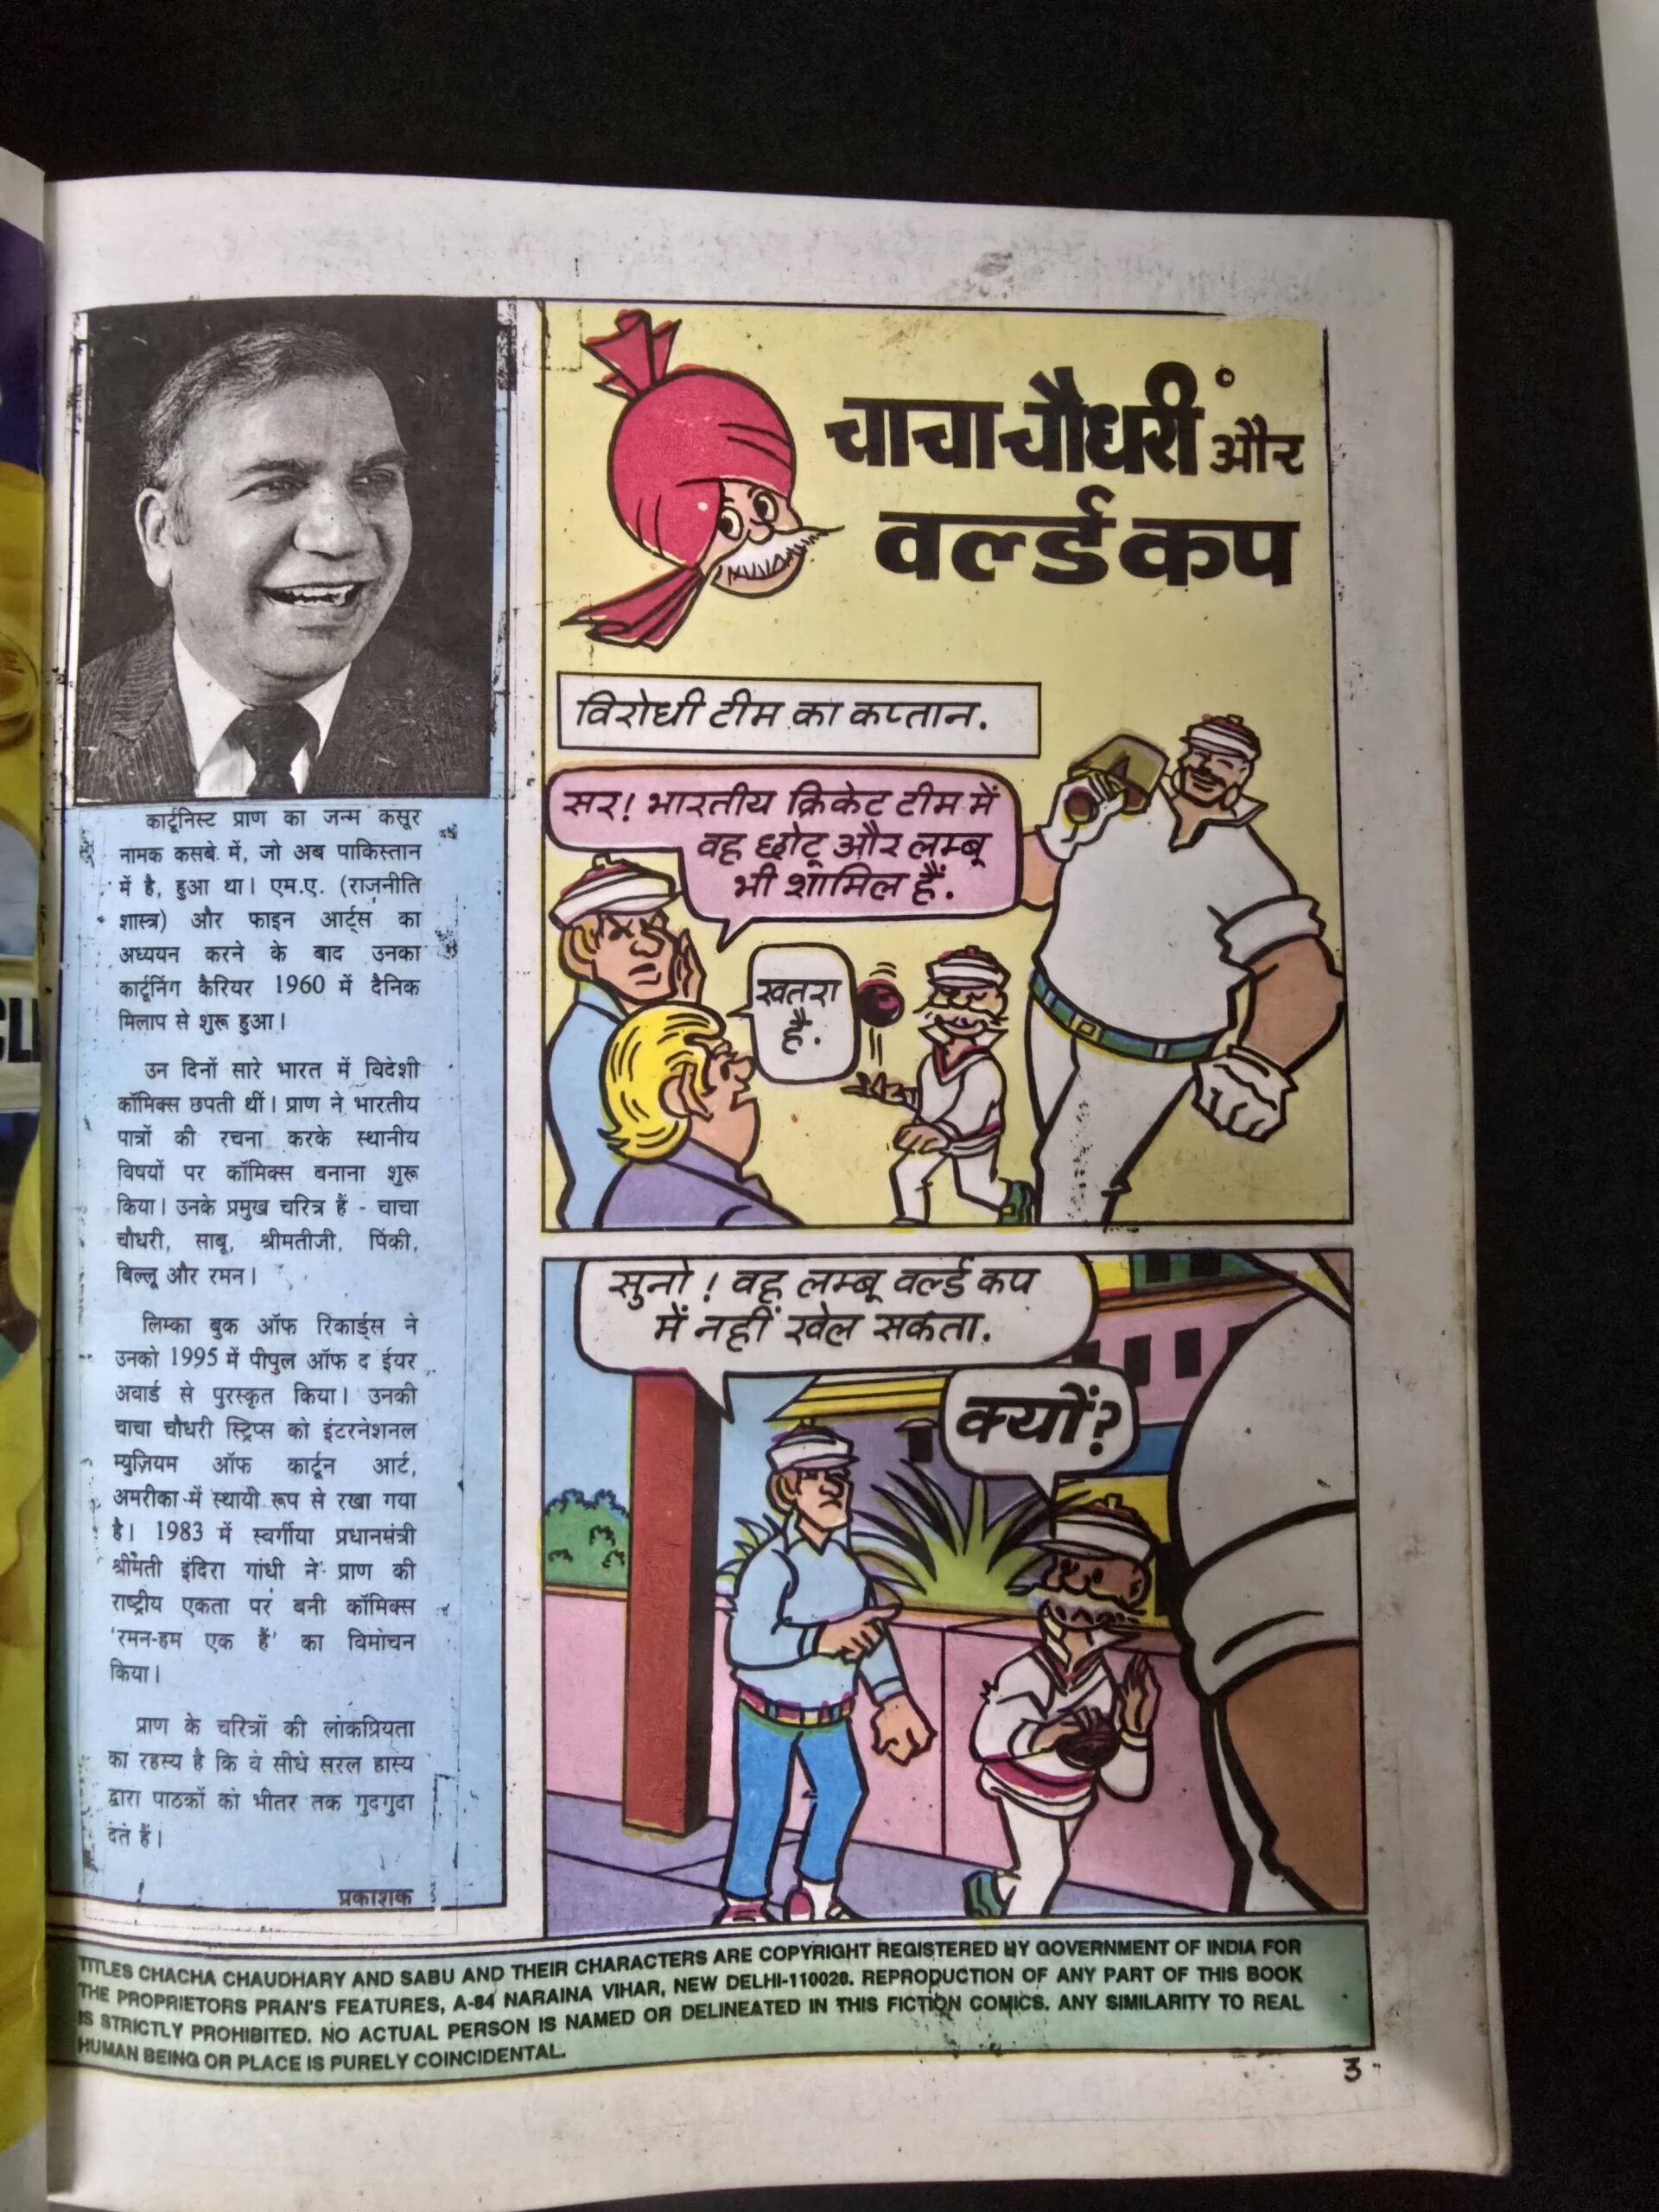 कार्टूनिस्ट प्राण का जन्म कसूर
नामक कसबे में, जो अब पाकिस्तान
में है, हुआ था। एम.ए. (राजनीति
शास्त्र) और फाइन आर्ट्स का
अध्ययन करने के बाद उनका
कार्टूनिंग कैरियर 1960 में दैनिक
मिलाप से शुरू हुआ।
उन दिनों सारे भारत में विदेशी
कॉमिक्स छपती थीं। प्राण ने भारतीय
पात्रों की रचना करके स्थानीय
विषयों पर कॉमिक्स बनाना शुरू
किया। उनके प्रमुख चरित्र हैं - चाचा
चौधरी, साबू, श्रीमतीजी, पिंकी,
बिल्लू और रमन।
लिम्का बुक ऑफ रिकार्ड्स ने
उनको 1995 में पीपुल ऑफ द ईयर
अवार्ड से पुरस्कृत किया। उनकी
चाचा चौधरी स्ट्रिप्स को इंटरनेशनल
म्युज़ियम ऑफ कार्टून आर्ट,
अमरीका में स्थायी रूप से रखा गया
है। 1983 में स्वर्गीया प्रधानमंत्री
श्रीमती इंदिरा गांधी ने प्राण की
राष्ट्रीय एकता पर बनी कॉमिक्स
'रमन-हम एक हैं' का विमोचन
किया।
प्राण के चरित्रों की लोकप्रियता
का रहस्य है कि वे सीधे सरल हास्य
द्वारा पाठकों को भीतर तक गुदगुदा
देते हैं।
प्रकाशक
चाचा चौधरी और
वर्ल्ड कप
विरोधी टीम का कप्तान.
सर! भारतीय क्रिकेट टीम में
वह छोटू और लम्बू
भी शामिल हैं.
खतरा
है.
सुनो! वह लम्बू वर्ल्ड कप
में नहीं खेल सकता.
क्यों?
TITLES CHACHA CHAUDHARY AND SABU AND THEIR CHARACTERS ARE COPYRIGHT REGISTERED BY GOVERNMENT OF INDIA FOR
THE PROPRIETORS PRAN'S FEATURES, A-84 NARAINA VIHAR, NEW DELHI-110028. REPRODUCTION OF ANY PART OF THIS BOOK
IS STRICTLY PROHIBITED. NO ACTUAL PERSON IS NAMED OR DELINEATED IN THIS FICTION COMICS. ANY SIMILARITY TO REAL
HUMAN BEING OR PLACE IS PURELY COINCIDENTAL.
3